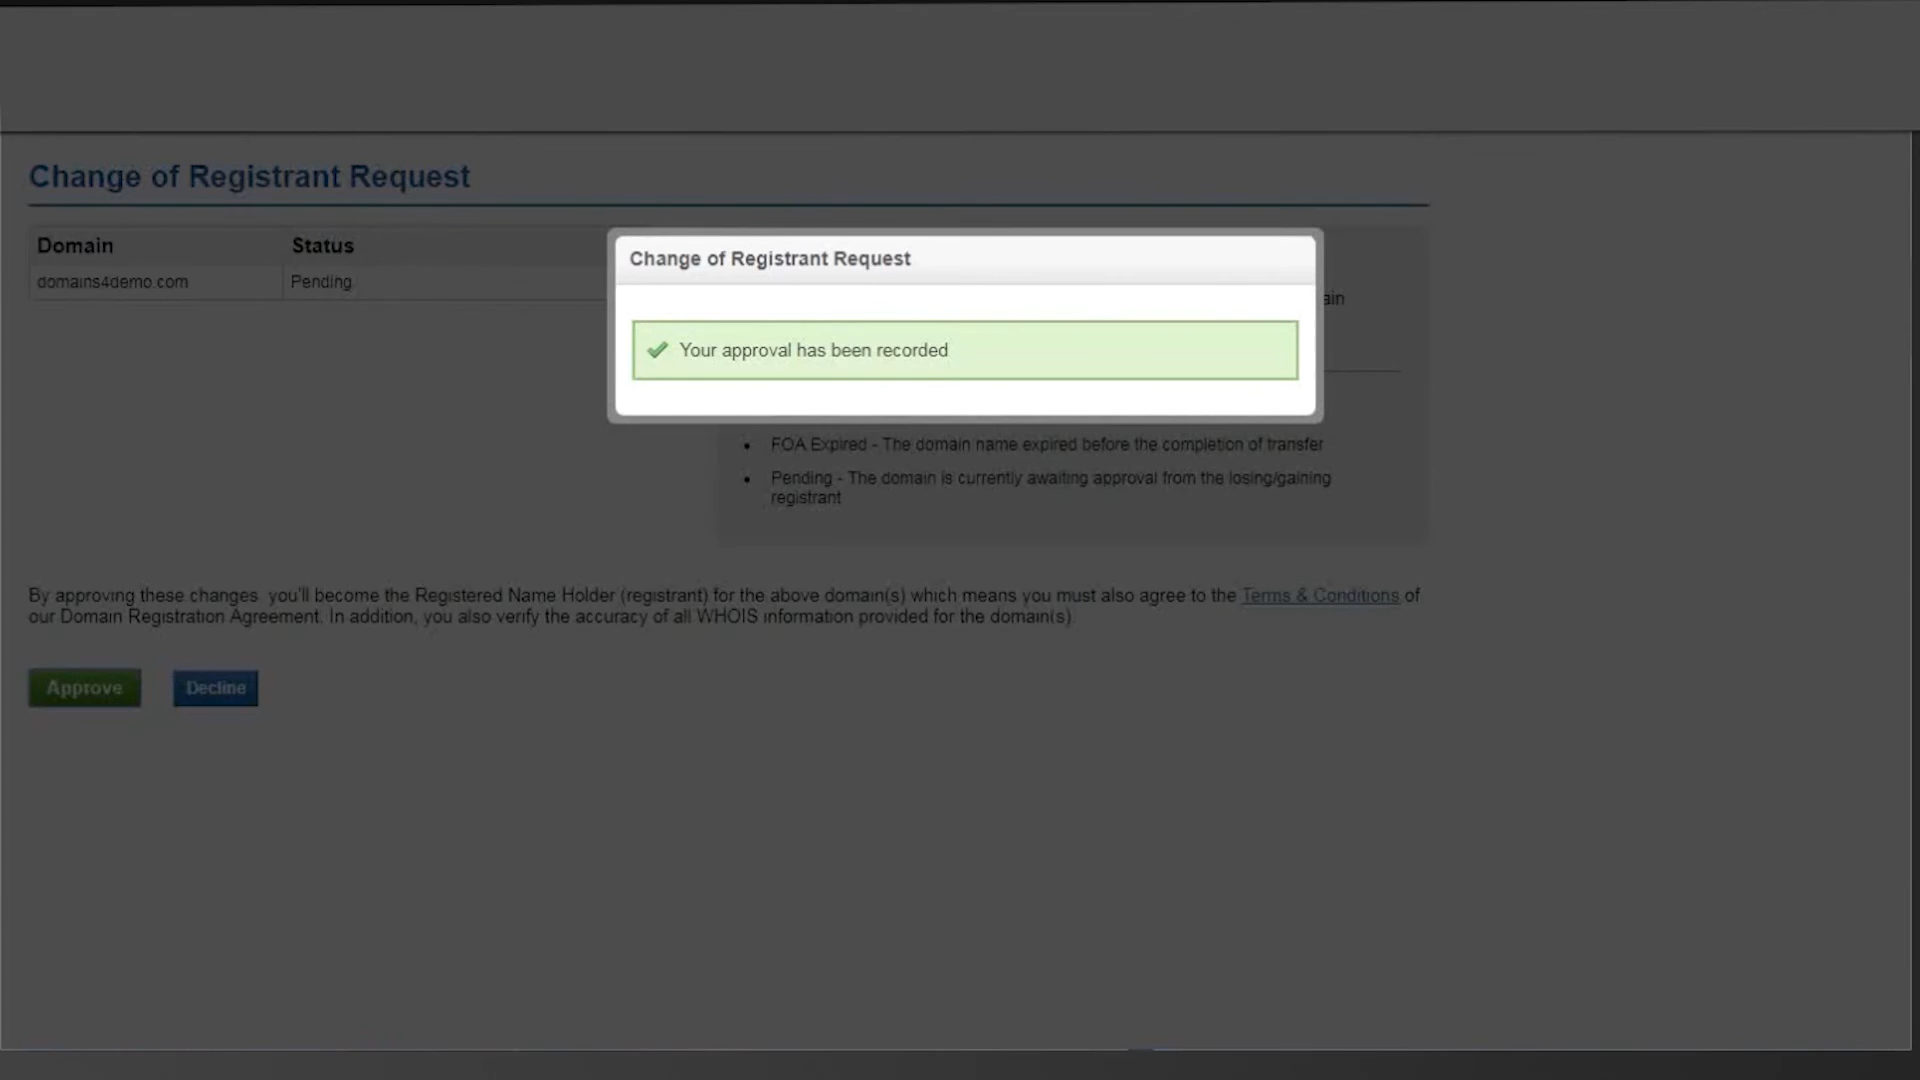 Change of Registrant Request
Domain Status
domains4demo.com Pending
Change of Registrant Request
ain
Your approval has been recorded
FOA Expired - The domain name expired before the completion of transfer
Pending - The domain is currently awaiting approval from the losing/gaining
registrant
By approving these changes you'll become the Registered Name Holder (registrant) for the above domain(s) which means you must also agree to the Terms & Conditions of
our Domain Registration Agreement. In addition, you also verify the accuracy of all WHOIS information provided for the domain(s).
Approve Decline